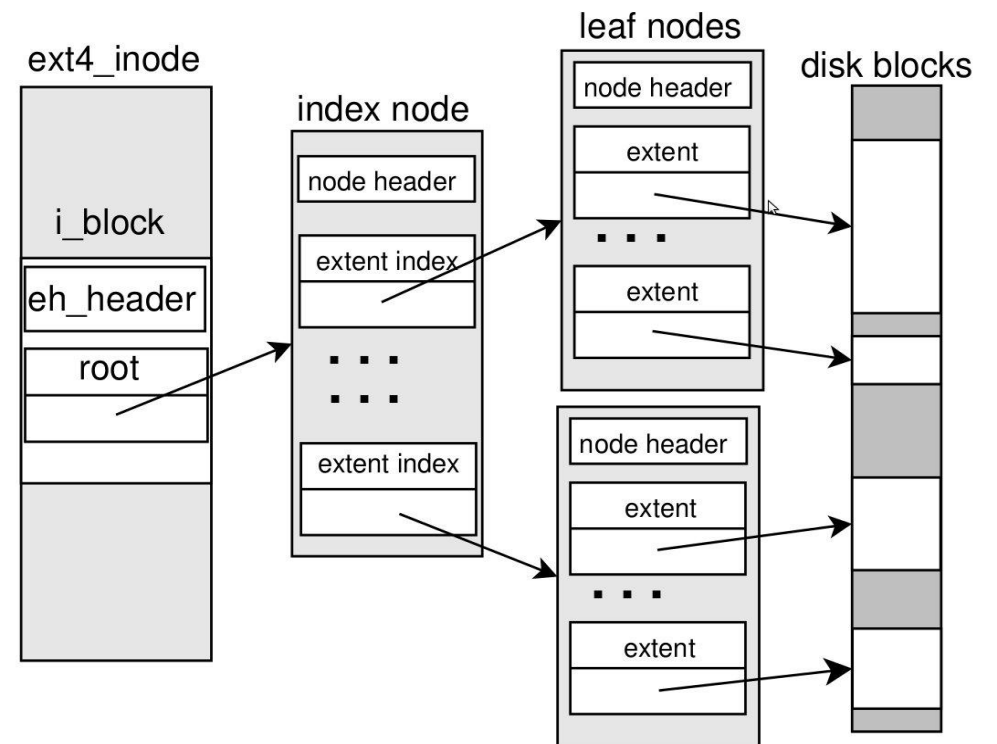 ext4_inode
i_block
eh_header
root
index node
node header
extent index
extent index
leaf nodes
node header
extent
extent
node header
extent
extent
disk blocks